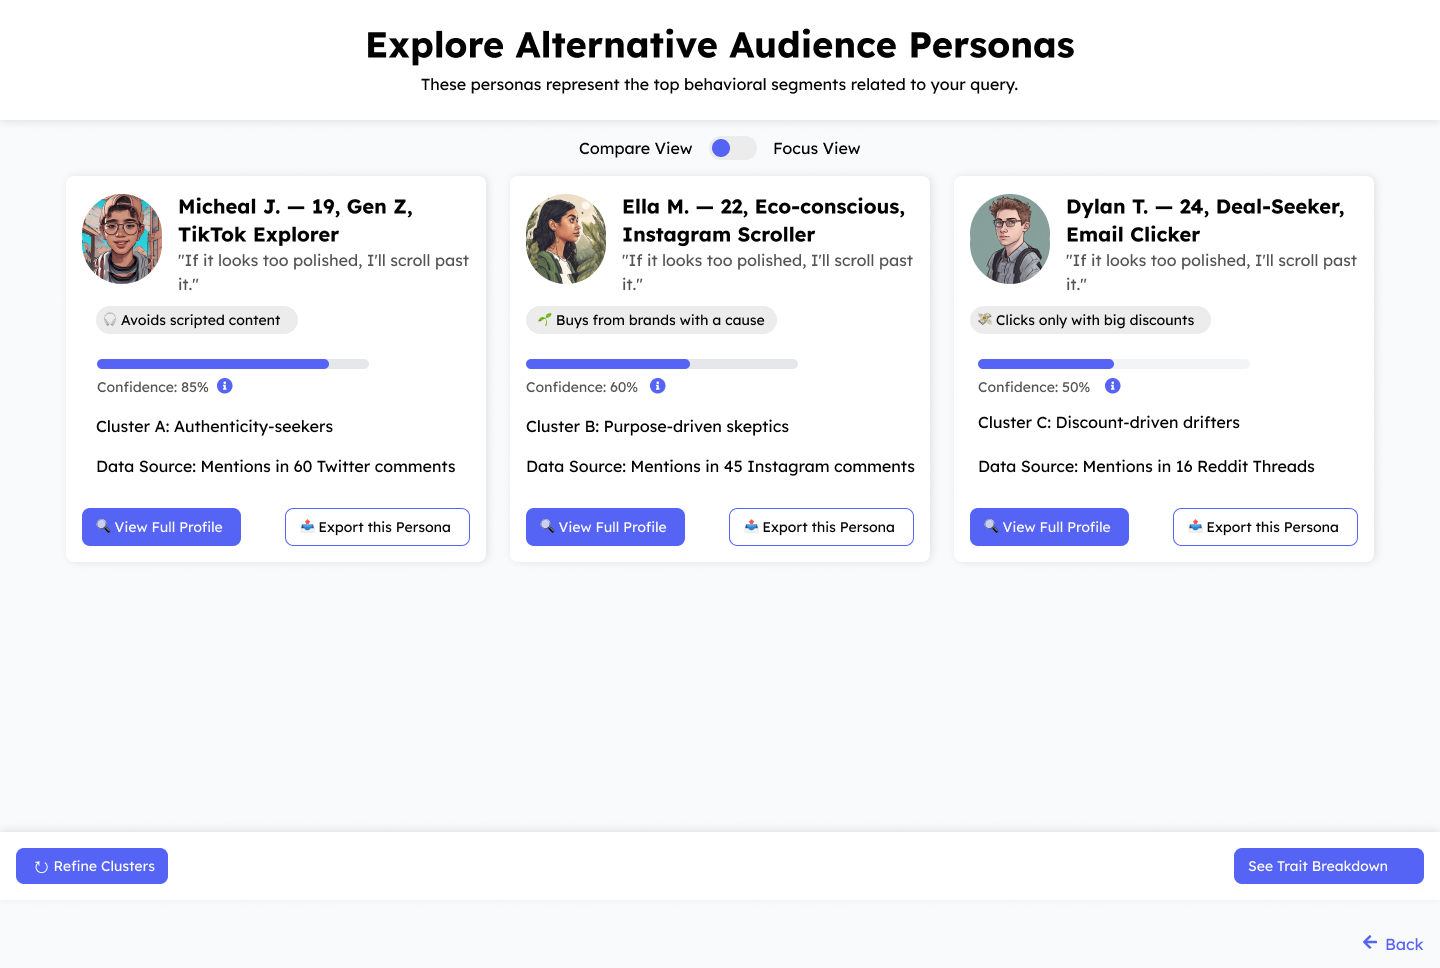 Explore Alternative Audience Personas
These personas represent the top behavioral segments related to your query.
Compare View
Focus View
Micheal J. — 19, Gen Z,
TikTok Explorer
"If it looks too polished, I'll scroll past
it."
Avoids scripted content
Confidence: 85%
Cluster A: Authenticity-seekers
Data Source: Mentions in 60 Twitter comments
View Full Profile
Export this Persona
Ella M. — 22, Eco-conscious,
Instagram Scroller
"If it looks too polished, I'll scroll past
it."
Buys from brands with a cause
Confidence: 60%
Cluster B: Purpose-driven skeptics
Data Source: Mentions in 45 Instagram comments
View Full Profile
Export this Persona
Dylan T. — 24, Deal-Seeker,
Email Clicker
"If it looks too polished, I'll scroll past
it."
Clicks only with big discounts
Confidence: 50%
Cluster C: Discount-driven drifters
Data Source: Mentions in 16 Reddit Threads
View Full Profile
Export this Persona
Refine Clusters
See Trait Breakdown
Back